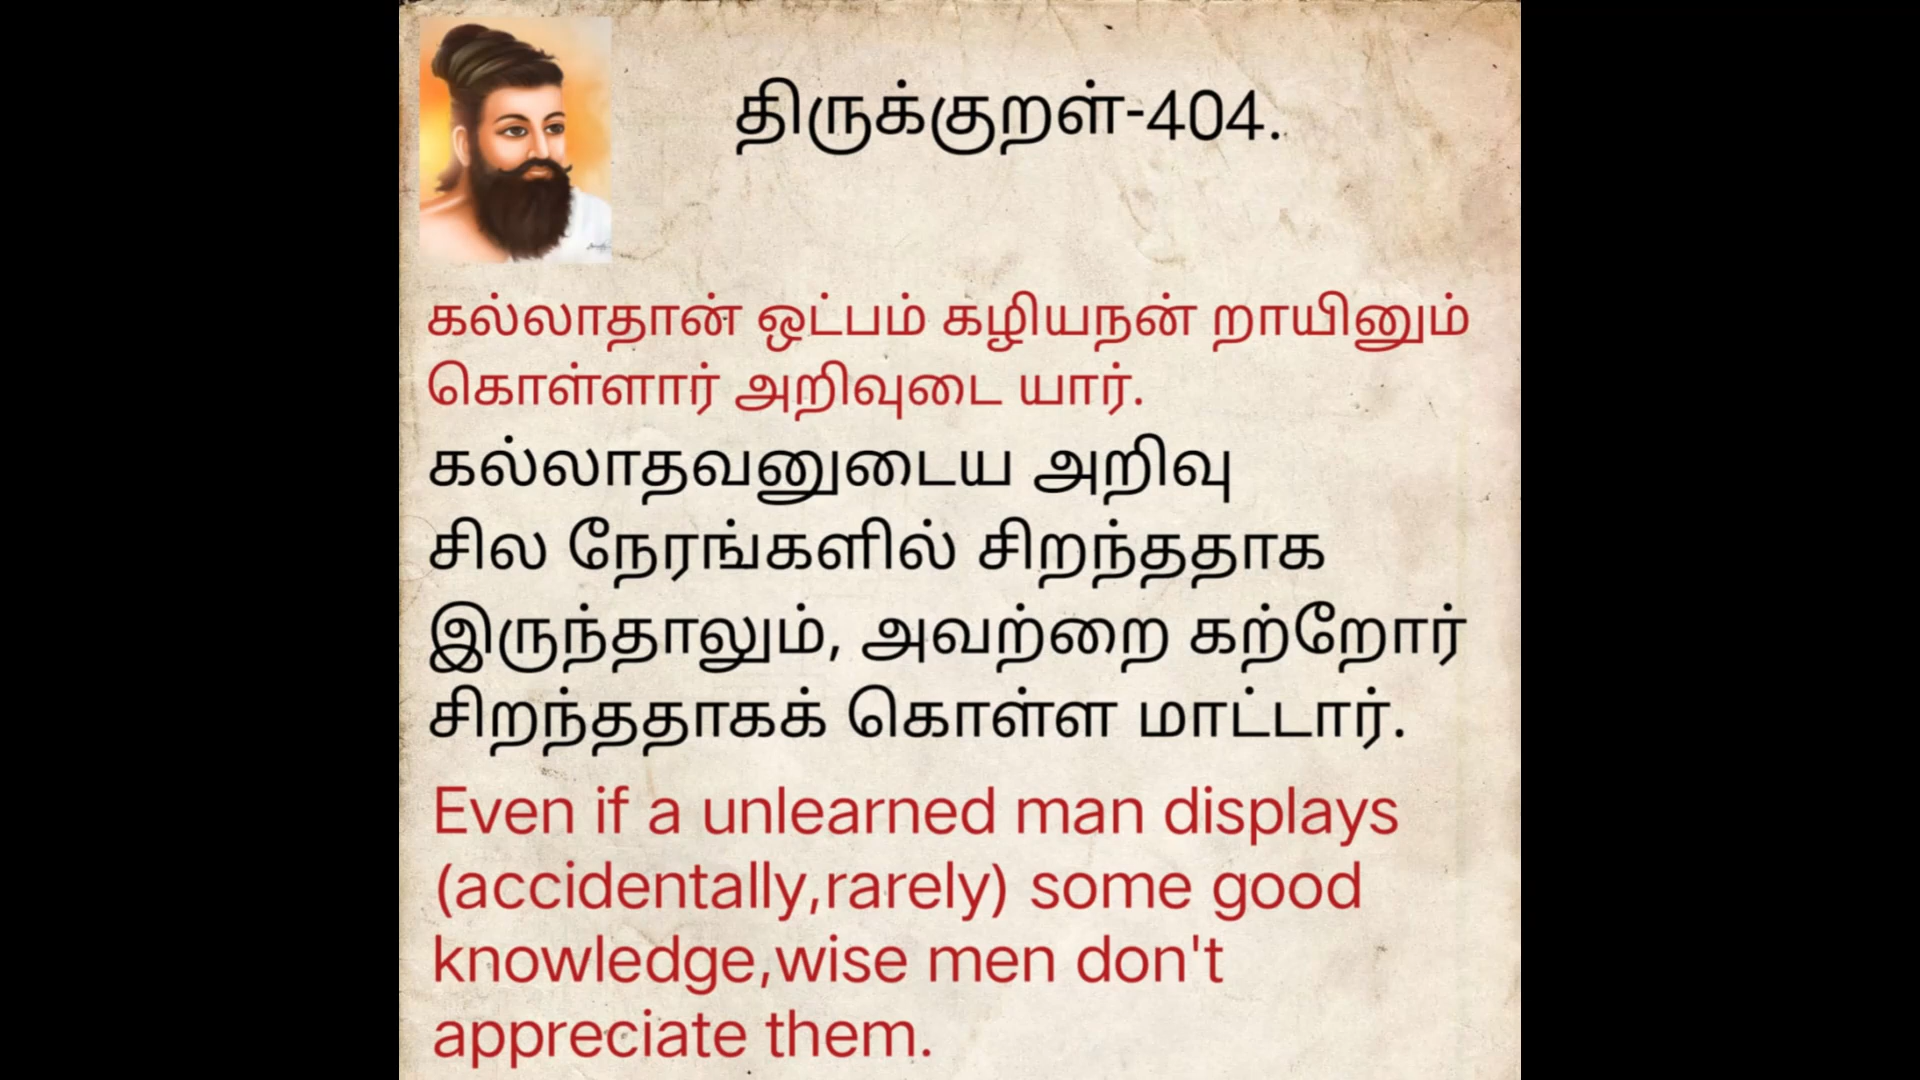 திருக்குறள்-404.
கல்லாதான் ஒட்பம் கழியநன் றாயினும்
கொள்ளார் அறிவுடை யார்.
கல்லாதவனுடைய அறிவு
சில நேரங்களில் சிறந்ததாக
இருந்தாலும், அவற்றை கற்றோர்
சிறந்ததாகக் கொள்ள மாட்டார்.
Even if a unlearned man displays
(accidentally,rarely) some good
knowledge,wise men don't
appreciate them.